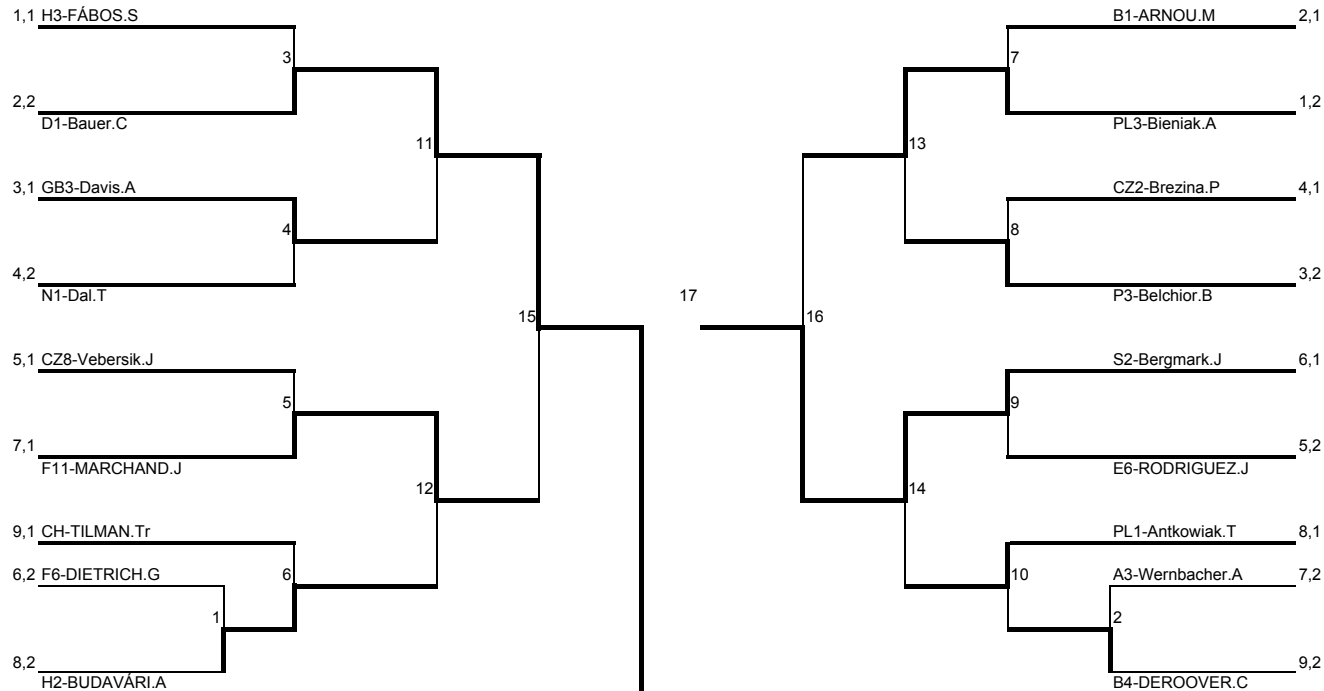 1,1 H3-FÁBOS.S B1-ARNOU.M 2,1
3 7
2,2 1,2
D1-Bauer.C PL3-Bieniak.A
11 13
3,1 GB3-Davis.A CZ2-Brezina.P 4,1
4 8
4,2 3,2
N1-Dal.T P3-Belchior.B
17
15 16
5,1 CZ8-Vebersik.J S2-Bergmark.J 6,1
5 9
7,1 5,2
F11-MARCHAND.J E6-RODRIGUEZ.J
12 14
9,1 CH-TILMAN.Tr PL1-Antkowiak.T 8,1
6,2 F6-DIETRICH.G 6 10 A3-Wernbacher.A 7,2
1 2
8,2 9,2
H2-BUDAVÁRI.A B4-DEROOVER.C